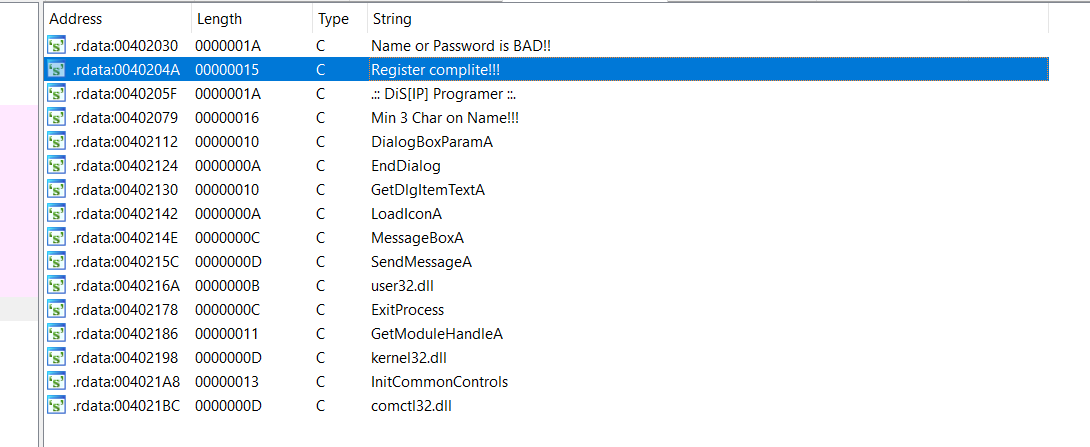 Address Length Type String
.rdata:00402030 0000001A C Name or Password is BAD!!
.rdata:0040204A 00000015 C Register complite!!!
.rdata:0040205F 0000001A C .:: DiS[IP] Programer ::.
.rdata:00402079 00000016 C Min 3 Char on Name!!!
.rdata:00402112 00000010 C DialogBoxParamA
.rdata:00402124 0000000A C EndDialog
.rdata:00402130 00000010 C GetDlgItemTextA
.rdata:00402142 0000000A C LoadIconA
.rdata:0040214E 0000000C C MessageBoxA
.rdata:0040215C 0000000D C SendMessageA
.rdata:0040216A 0000000B C user32.dll
.rdata:00402178 0000000C C ExitProcess
.rdata:00402186 00000011 C GetModuleHandleA
.rdata:00402198 0000000D C kernel32.dll
.rdata:004021A8 00000013 C InitCommonControls
.rdata:004021BC 0000000D C comctl32.dll